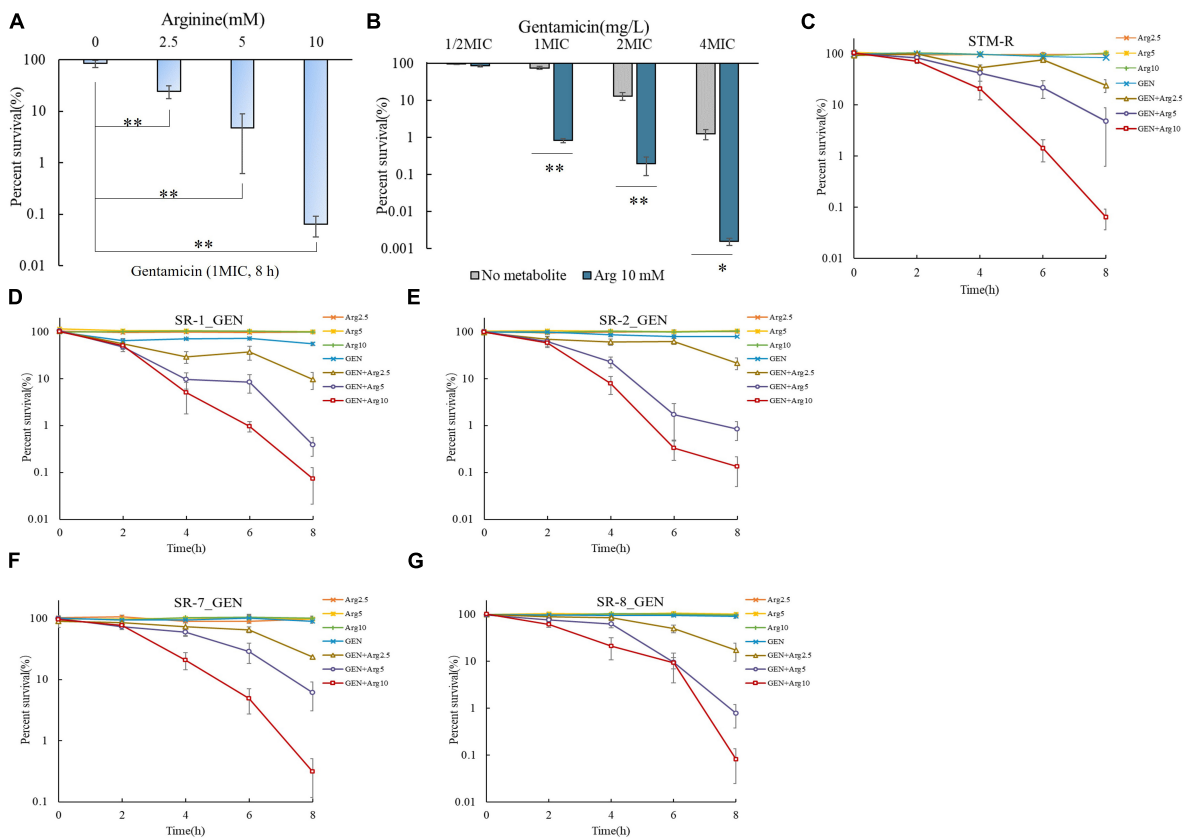 A
Arginine(mM)
0 2.5 5 10
100
10
1
0.1
0.01
Percent survival(%)
**
**
**
Gentamicin (1MIC, 8 h)
B
Gentamicin(mg/L)
1/2MIC 1MIC 2MIC 4MIC
100
10
1
0.1
-0.01
0.001
Percent survival(%)
**
**
*
No metabolite Arg 10 mM
C
STM-R
100
10
1
0.1
0.01
Percent survival(%)
0 2 4 6 8
Time(h)
Arg2.5
Arg5
Arg10
GEN
GEN+Arg2.5
GEN+Arg5
GEN+Arg10
D
SR-1_GEN
100
10
1
0.1
0.01
Percent survival(%)
0 2 4 6 8
Time(h)
Arg2.5
Arg5
Arg10
GEN
GEN+Arg2.5
GEN+Arg5
GEN+Arg10
E
SR-2_GEN
100
10
1
0.1
0.01
Percent survival(%)
0 2 4 6 8
Time(h)
Arg2.5
Arg5
Arg10
GEN
GEN+Arg2.5
GEN+Arg5
GEN+Arg10
F
SR-7_GEN
100
10
1
0.1
Percent survival(%)
0 2 4 6 8
Time(h)
Arg2.5
Arg5
Arg10
GEN
GEN+Arg2.5
GEN+Arg5
GEN+Arg10
G
SR-8_GEN
100
10
1
0.1
0.01
Percent survival(%)
0 2 4 6 8
Time(h)
Arg2.5
Arg5
Arg10
GEN
GEN+Arg2.5
GEN+Arg5
GEN+Arg10